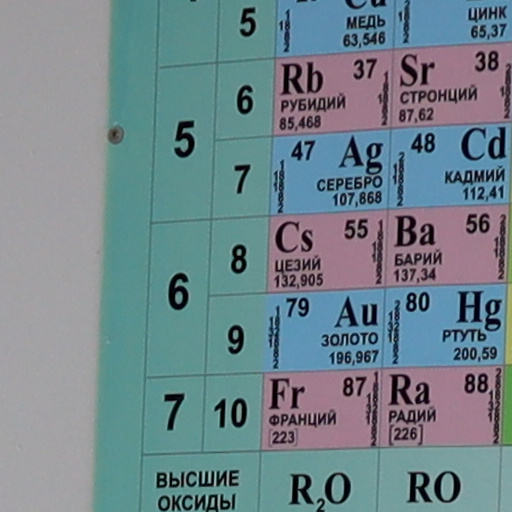 5
МЕДЬ
63,546
ЦИНК
65,37
5
6
Rb 37
РУБИДИЙ
85,468
Sr 38
СТРОНЦИЙ
87,62
7
47 Ag
СЕРЕБРО
107,868
48 Cd
КАДМИЙ
112,41
6
8
Cs 55
ЦЕЗИЙ
132,905
Ba 56
БАРИЙ
137,34
9
79 Au
ЗОЛОТО
196,967
80 Hg
РТУТЬ
200,59
7
10
Fr 87
ФРАНЦИЙ
[223]
Ra 88
РАДИЙ
[226]
ВЫСШИЕ
ОКСИДЫ
R₂O
RO